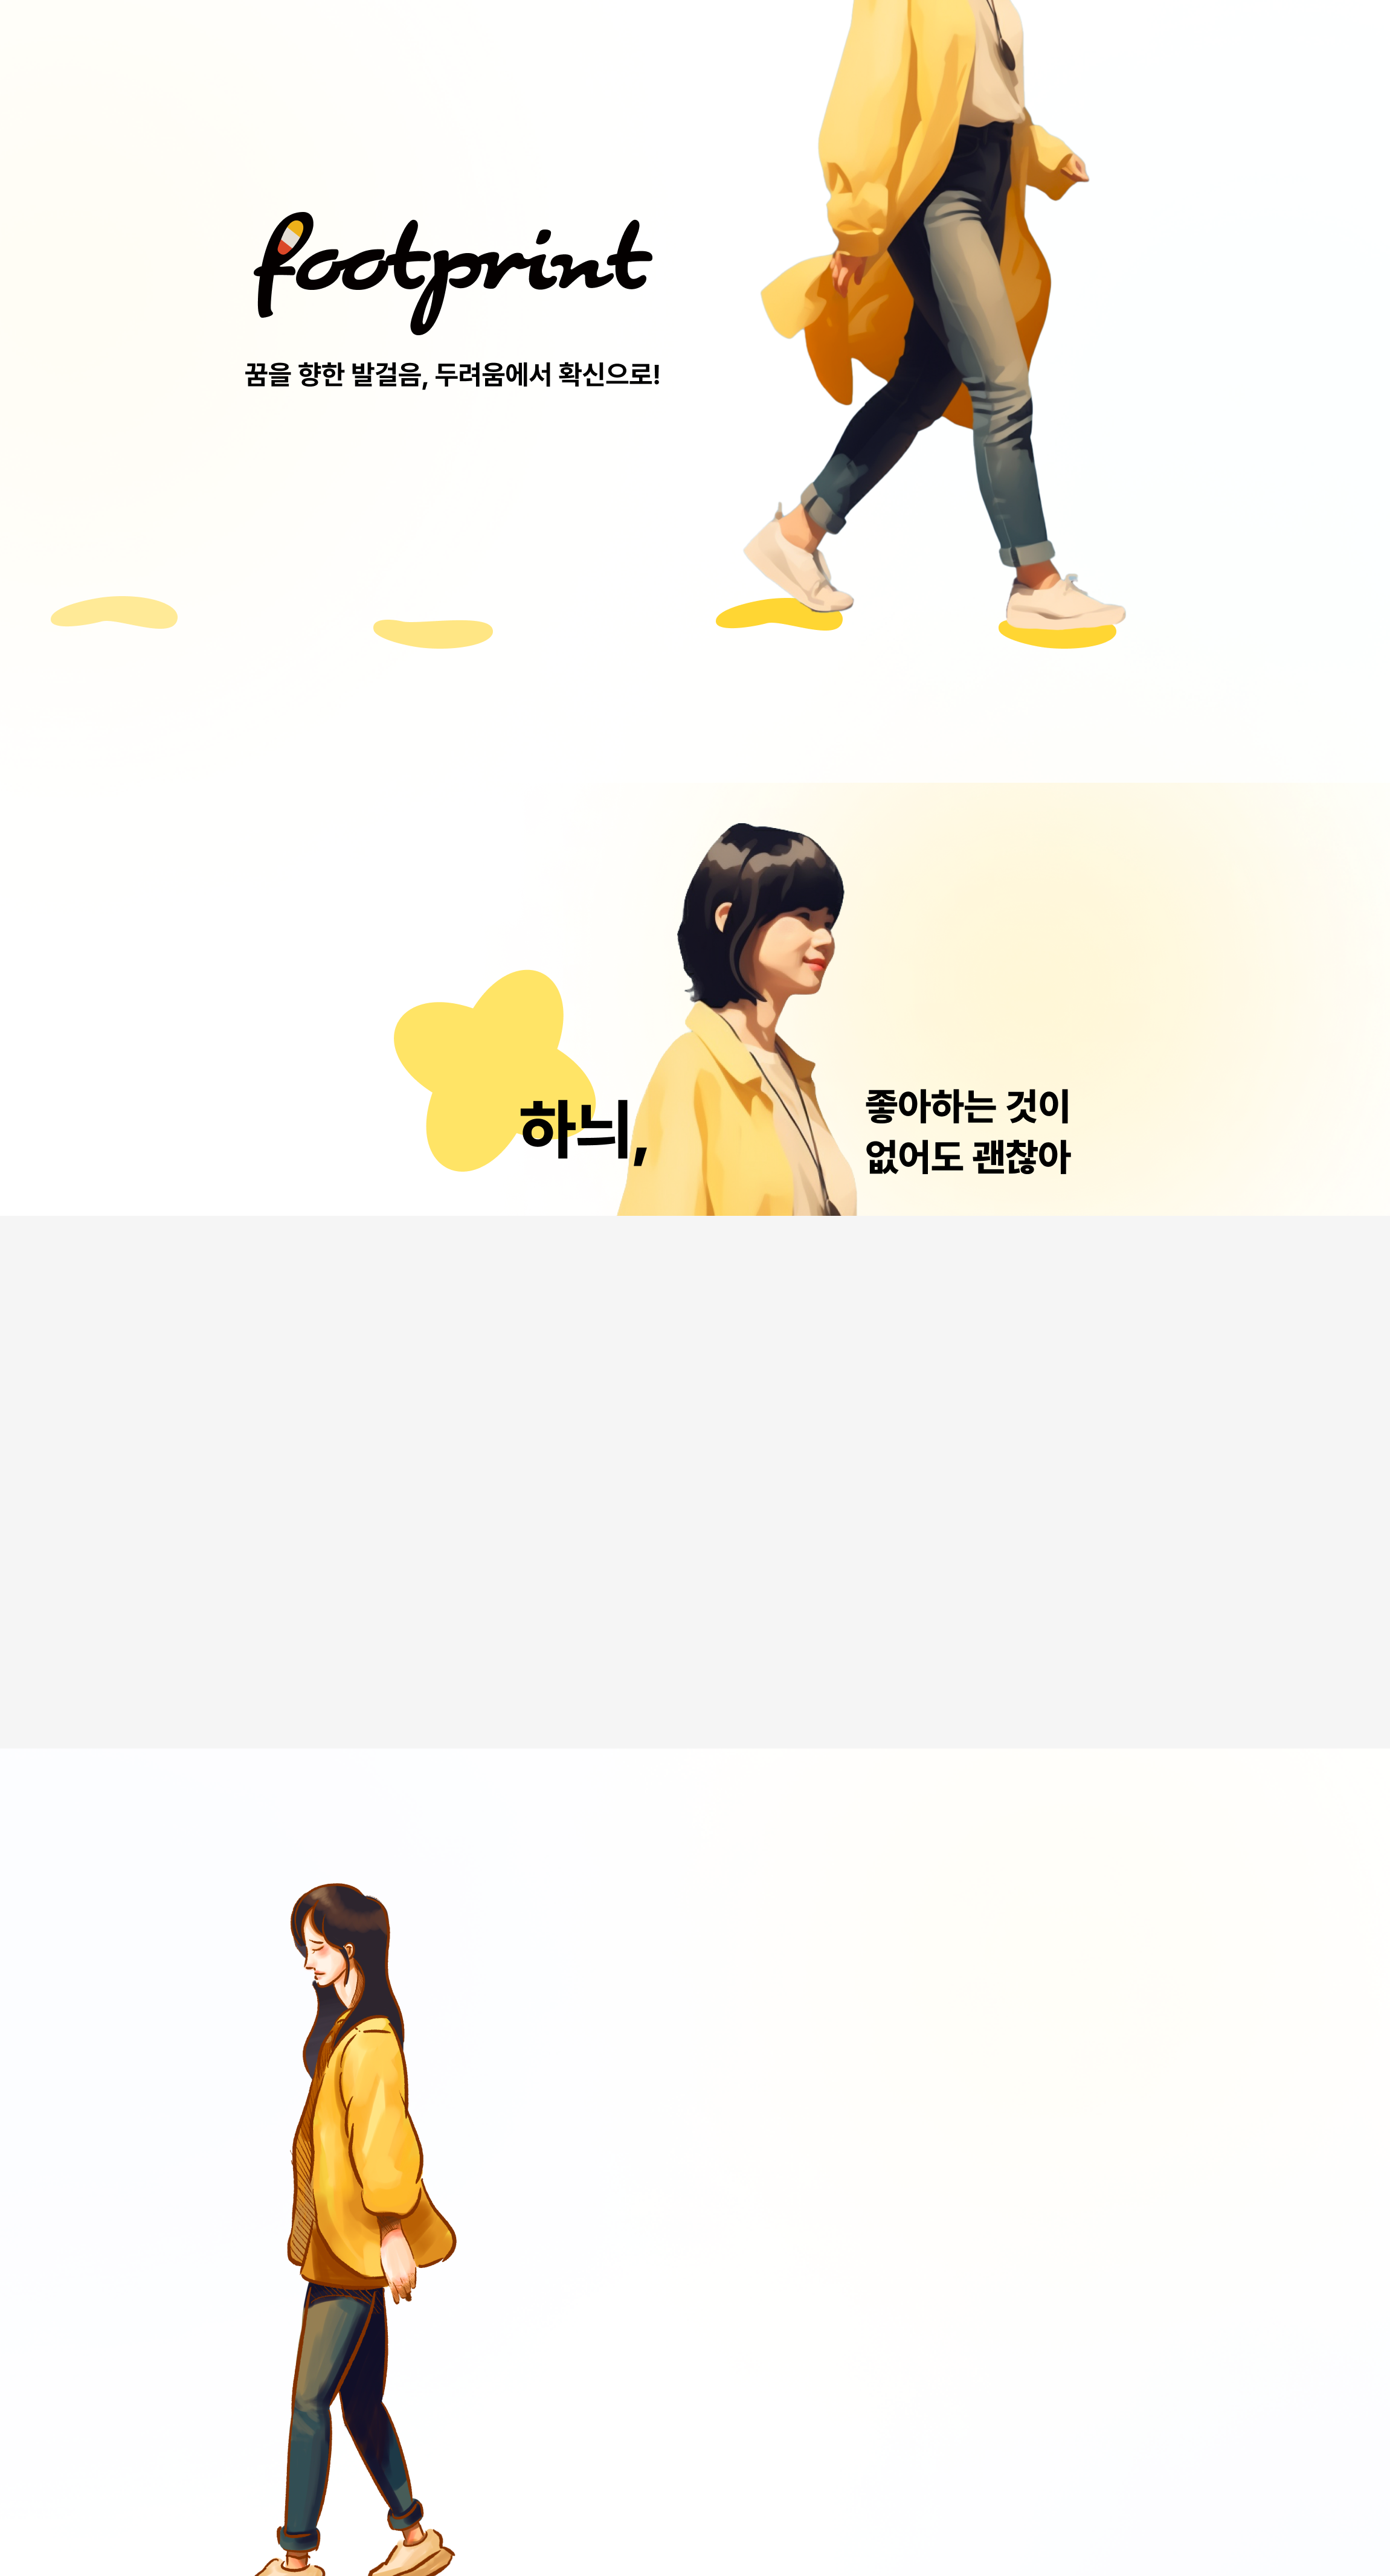 footprint
꿈을 향한 발걸음, 두려움에서 확신으로!
하늬,
좋아하는 것이
없어도 괜찮아